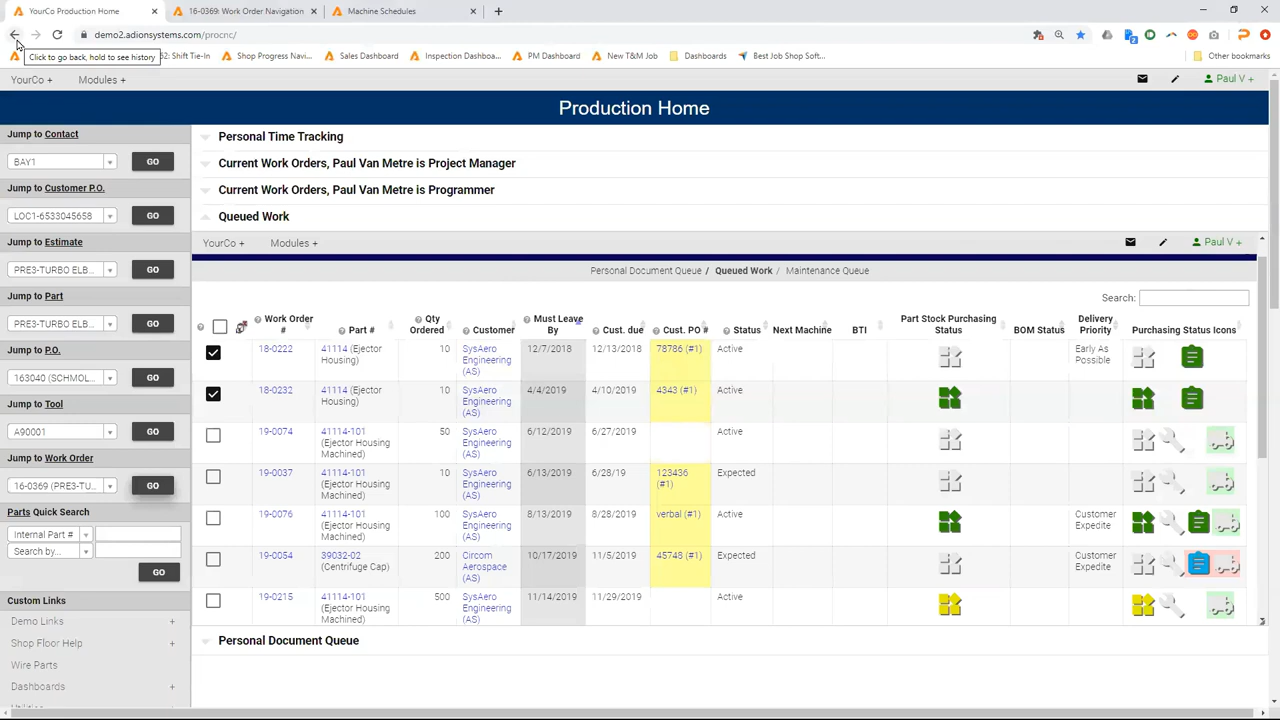 YourCo Production Home
16-0369: Work Order Navigation
Machine Schedules
demo2.adionsystems.com/procnc/
Click to go back, hold to see history
52: Shift Tie-In
Shop Progress Navi...
Sales Dashboard
Inspection Dashboa...
PM Dashboard
New T&M Job
Dashboards
Best Job Shop Soft...
Other bookmarks
YourCo +
Modules +
Paul V +
Production Home
Jump to Contact
BAY1
GO
Jump to Customer P.O.
LOC1-6533045658
GO
Jump to Estimate
PRE3-TURBO ELB...
GO
Jump to Part
PRE3-TURBO ELB...
GO
Jump to P.O.
163040 (SCHMOL...
GO
Jump to Tool
A90001
GO
Jump to Work Order
16-0369 (PRE3-TU...
GO
Parts Quick Search
Internal Part #
Search by...
GO
Custom Links
Demo Links +
Shop Floor Help +
Wire Parts
Dashboards +
Personal Time Tracking
Current Work Orders, Paul Van Metre is Project Manager
Current Work Orders, Paul Van Metre is Programmer
Queued Work
YourCo +
Modules +
Paul V +
Personal Document Queue / Queued Work / Maintenance Queue
Search:
Work Order # Part # Qty Ordered Customer Must Leave By Cust. due Cust. PO # Status Next Machine BTI Part Stock Purchasing Status BOM Status Delivery Priority Purchasing Status Icons
18-0222 41114 (Ejector Housing) 10 SysAero Engineering (AS) 12/7/2018 12/13/2018 78786 (#1) Active Early As Possible
18-0232 41114 (Ejector Housing) 10 SysAero Engineering (AS) 4/4/2019 4/10/2019 4343 (#1) Active
19-0074 41114-101 (Ejector Housing Machined) 50 SysAero Engineering (AS) 6/12/2019 6/27/2019 Active
19-0037 41114-101 (Ejector Housing Machined) 10 SysAero Engineering (AS) 6/13/2019 6/28/19 123436 (#1) Expected
19-0076 41114-101 (Ejector Housing Machined) 100 SysAero Engineering (AS) 8/13/2019 8/28/2019 verbal (#1) Active Customer Expedite
19-0054 39032-02 (Centrifuge Cap) 200 Circom Aerospace (AS) 10/17/2019 11/5/2019 45748 (#1) Expected Customer Expedite
19-0215 41114-101 (Ejector Housing Machined) 500 SysAero Engineering (AS) 11/14/2019 11/29/2019 Active
Personal Document Queue